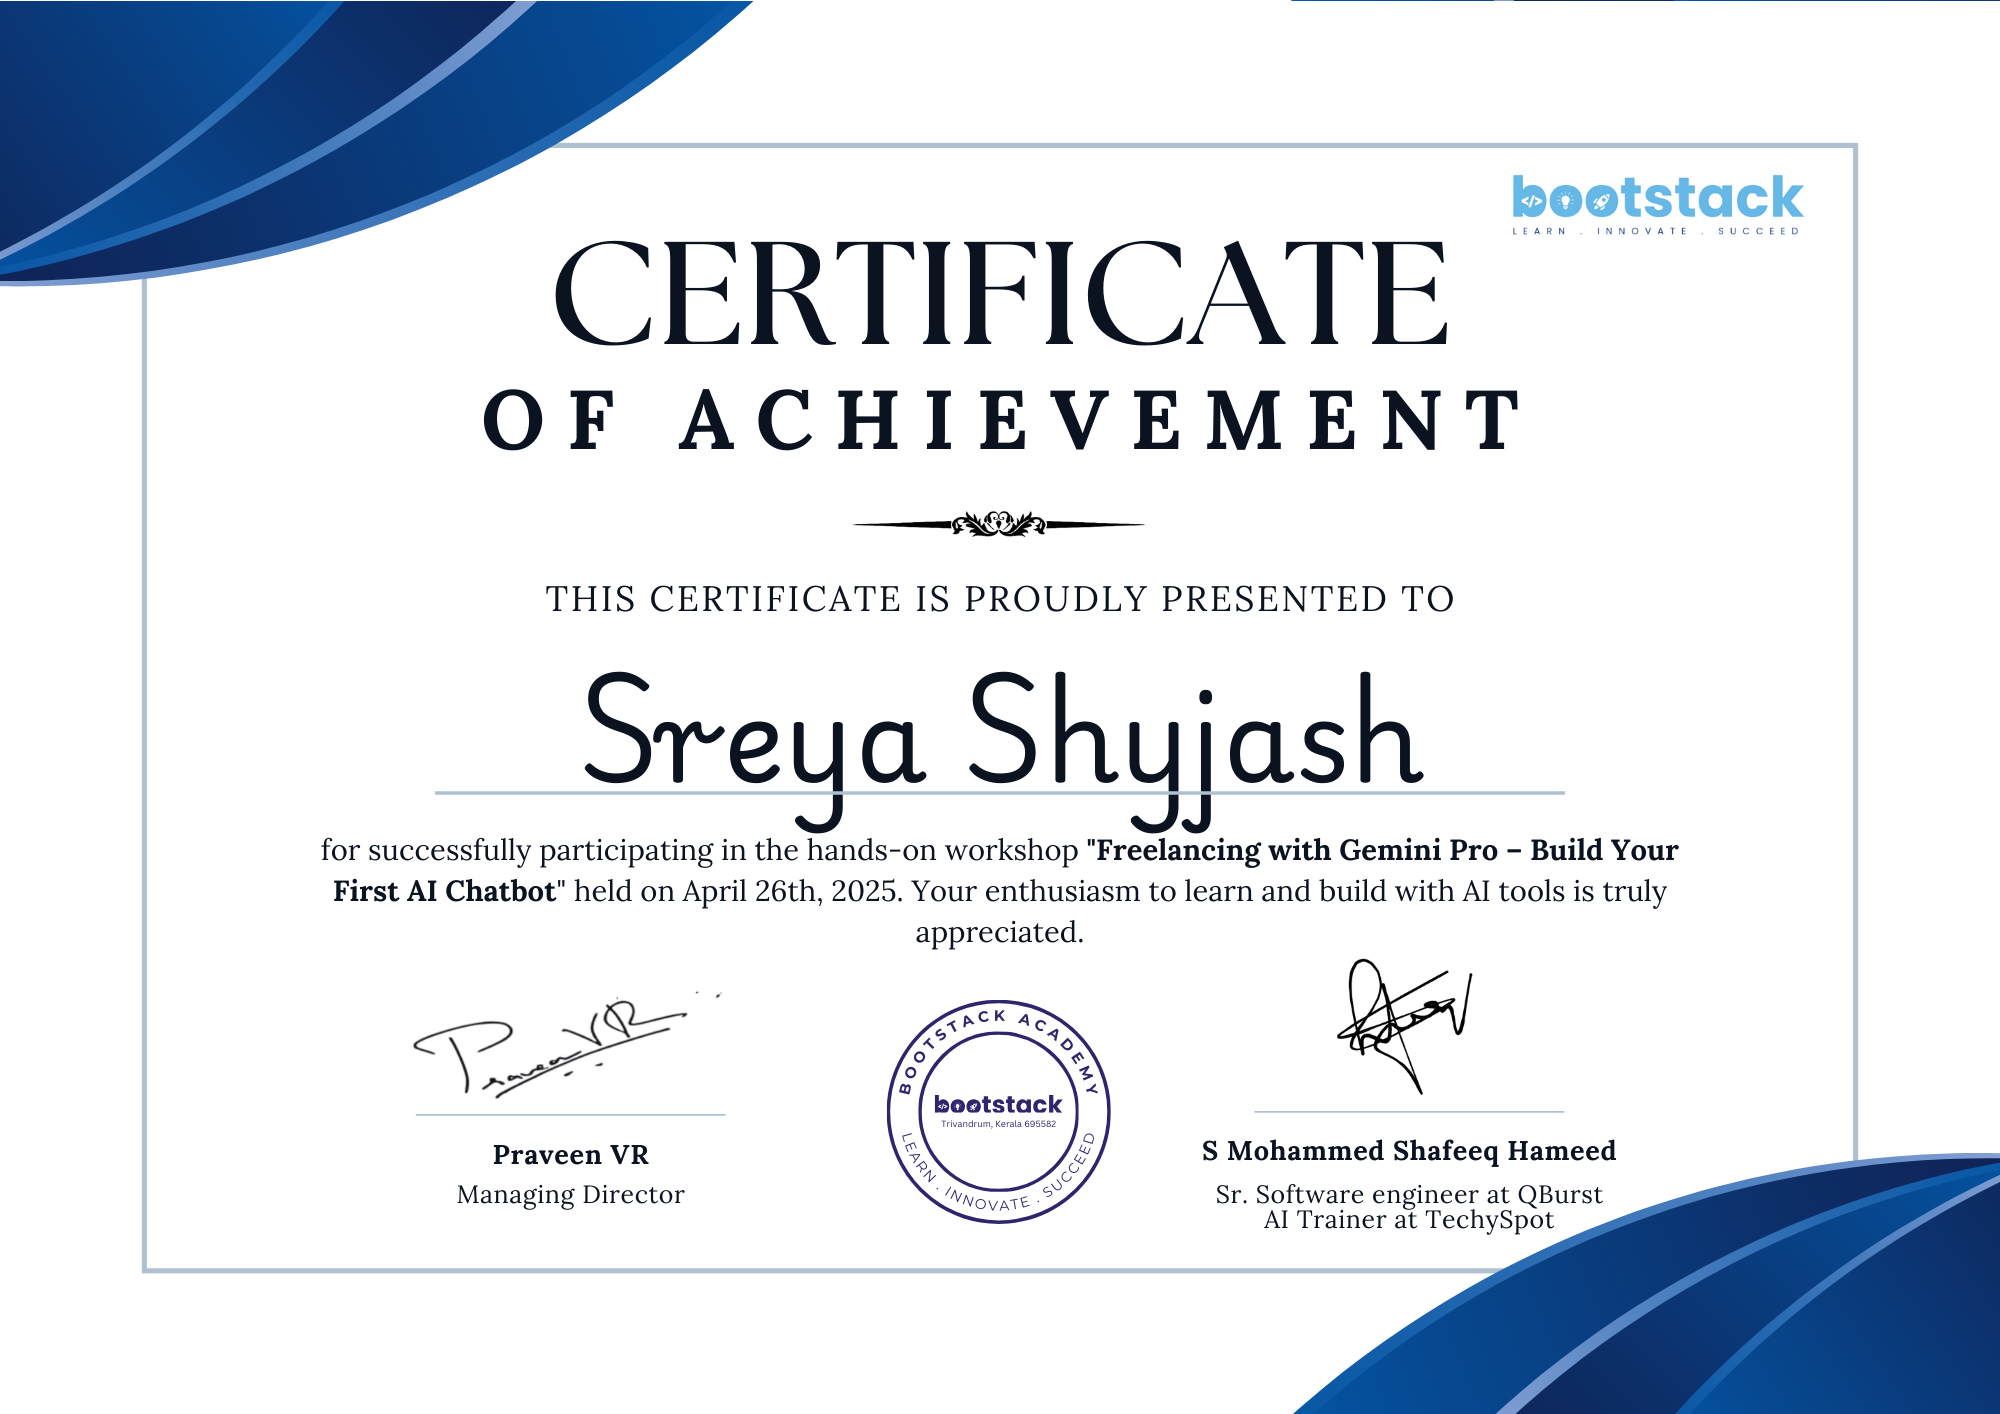 bootstack
LEARN . INNOVATE . SUCCEED
CERTIFICATE
OF ACHIEVEMENT
THIS CERTIFICATE IS PROUDLY PRESENTED TO
Sreya Shyjash
for successfully participating in the hands-on workshop "Freelancing with Gemini Pro – Build Your
First AI Chatbot" held on April 26th, 2025. Your enthusiasm to learn and build with AI tools is truly
appreciated.
Praveen VR
Praveen VR
Managing Director
BOOTSTACK ACADEMY
bootstack
Trivandrum, Kerala 695582
LEARN . INNOVATE . SUCCEED
S Mohammed Shafeeq Hameed
Sr. Software engineer at QBurst
AI Trainer at TechySpot